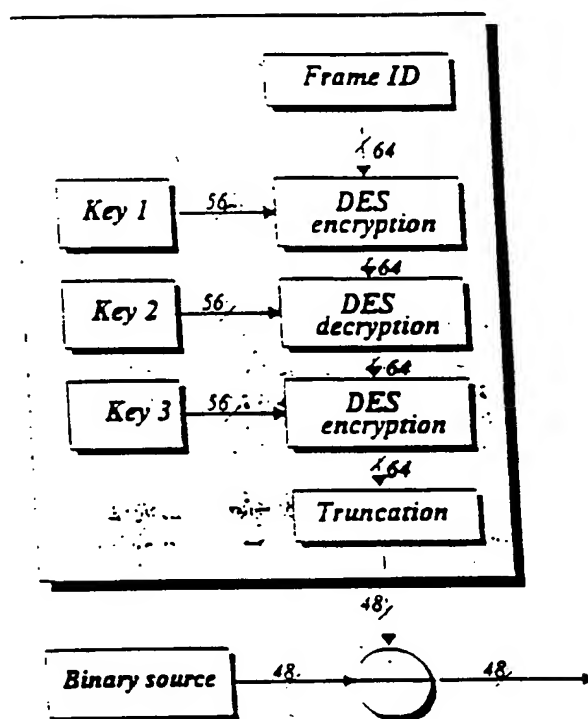 Frame ID
64
Key 1
56
DES
encryption
64
Key 2
56
DES
decryption
64
Key 3
56
DES
encryption
64
Truncation
48
Binary source
48
48